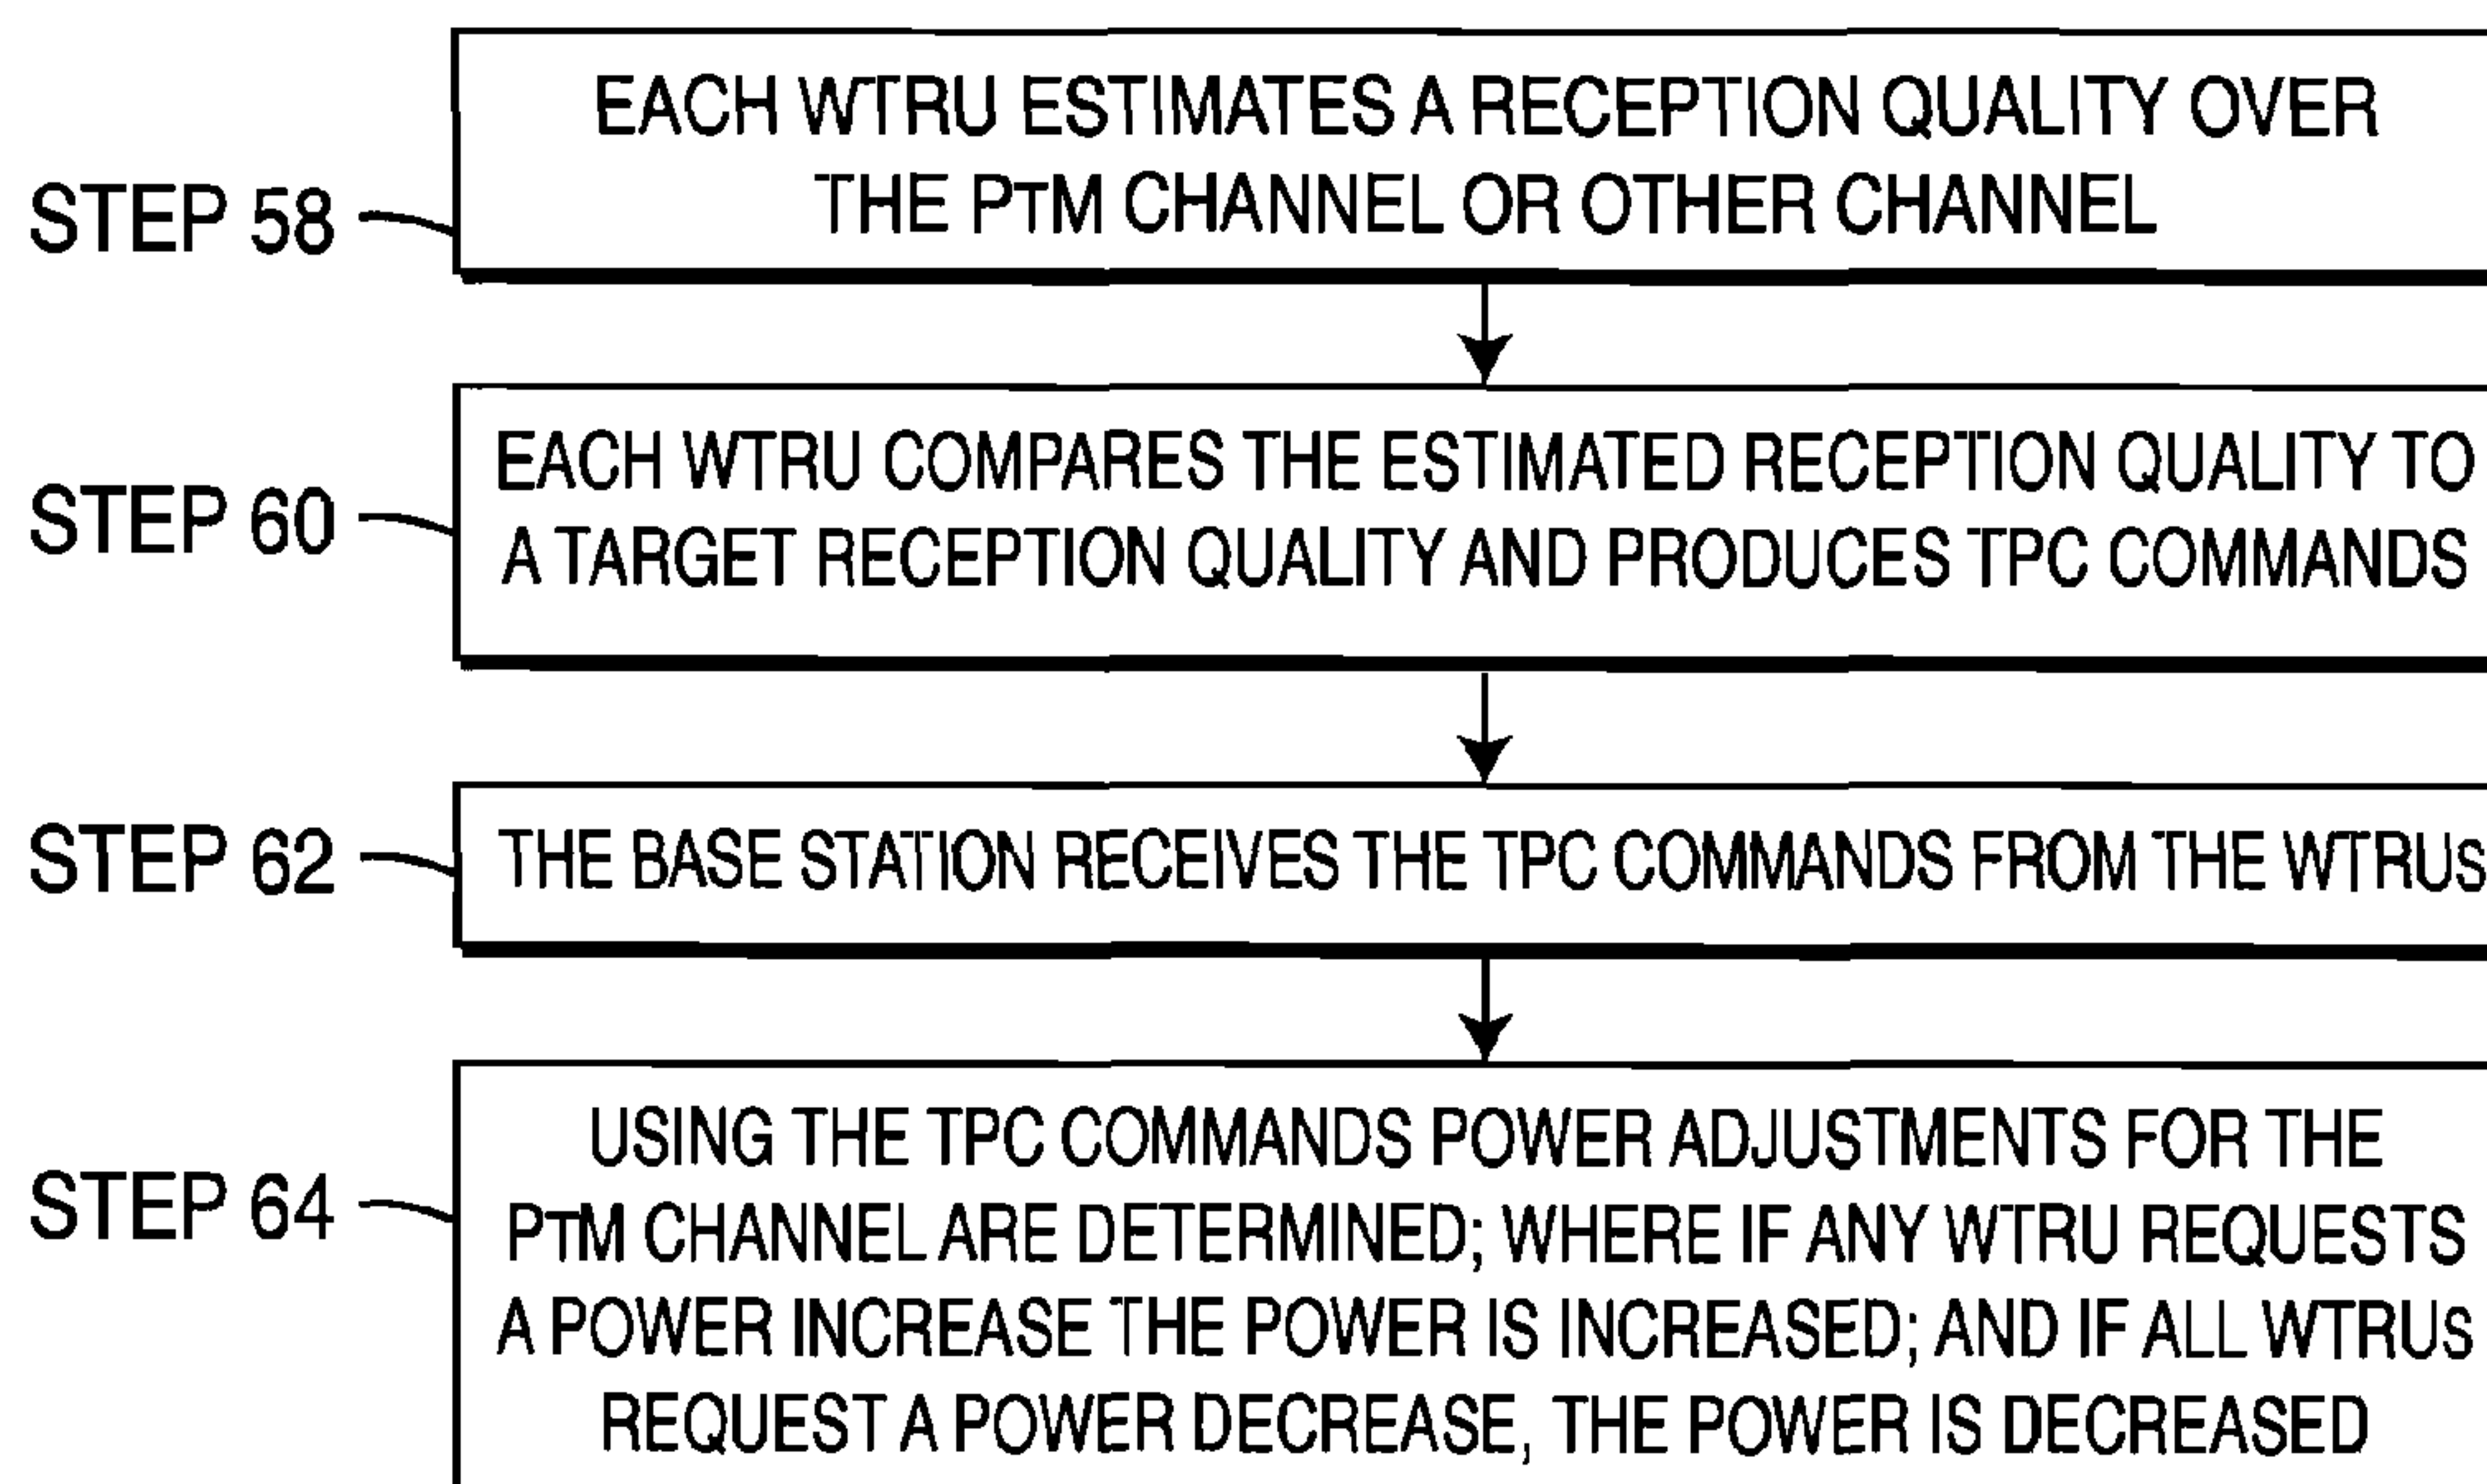 EACH WTRU ESTIMATES A RECEPTION QUALITY OVER
THE PTM CHANNEL OR OTHER CHANNEL
STEP 58
EACH WTRU COMPARES THE ESTIMATED RECEPTION QUALITY TO
A TARGET RECEPTION QUALITY AND PRODUCES TPC COMMANDS
STEP 60
THE BASE STATION RECEIVES THE TPC COMMANDS FROM THE WTRUs
STEP 62
USING THE TPC COMMANDS POWER ADJUSTMENTS FOR THE
PTM CHANNEL ARE DETERMINED; WHERE IF ANY WTRU REQUESTS
A POWER INCREASE THE POWER IS INCREASED; AND IF ALL WTRUs
REQUEST A POWER DECREASE, THE POWER IS DECREASED
STEP 64